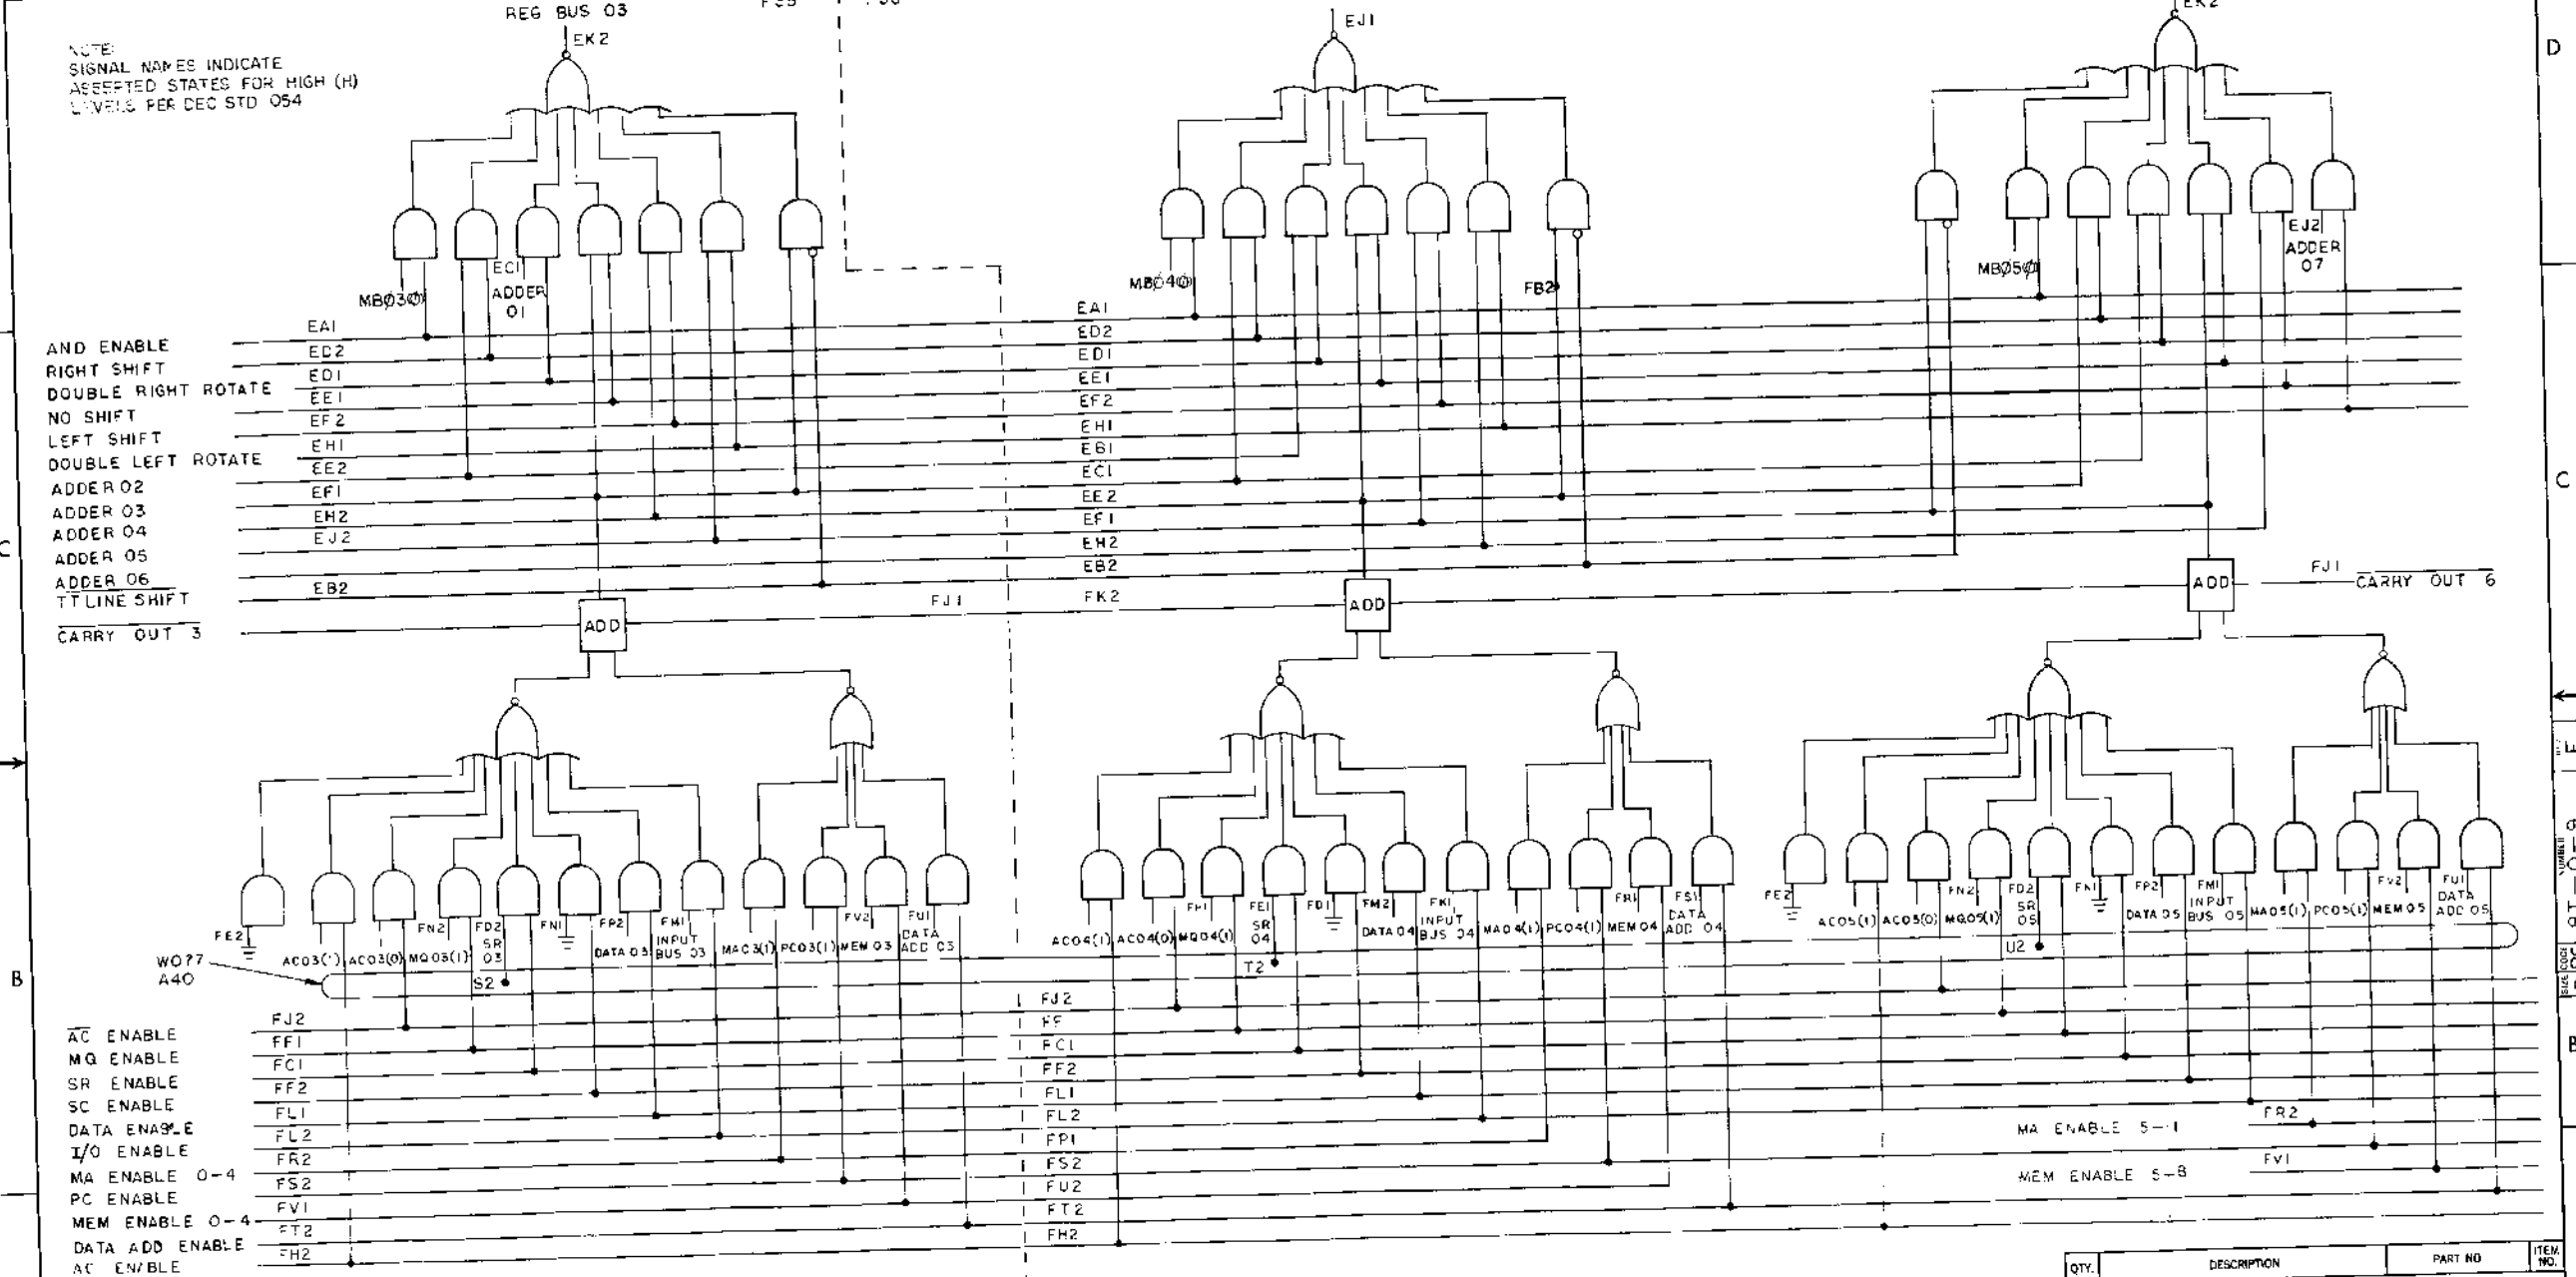 REG BUS 03
EK2
EJ1
EK2
D
NOTE:
SIGNAL NAMES INDICATE
ASSERTED STATES FOR HIGH (H)
LEVELS PER DEC STD 054
MBØ3Ø
EC1
ADDER
01
MBØ4Ø
FB2
MBØ5Ø
EJ2
ADDER
07
AND ENABLE
EA1
EA1
RIGHT SHIFT
ED2
ED2
DOUBLE RIGHT ROTATE
ED1
ED1
NO SHIFT
EE1
EE1
LEFT SHIFT
EF2
EF2
DOUBLE LEFT ROTATE
EH1
EH1
ADDER 02
EE2
EB1
ADDER 03
EF1
EC1
ADDER 04
EH2
EE2
ADDER 05
EJ2
EF1
ADDER 06
EH2
TT LINE SHIFT
EB2
EB2
CARRY OUT 3
FJ1
FK2
FJ1
CARRY OUT 6
ADD
ADD
ADD
C
C
FE2
AC03(1)
AC03(0)
FN2
MQ03(1)
FD2
SR
03
FN1
FP2
DATA 03
FM1
INPUT
BUS 03
MA03(1)
PC03(1)
FV2
MEM 03
FU1
DATA
ADD 03
S2
AC04(1)
AC04(0)
FH1
MQ04(1)
FE1
SR
04
FD1
FM2
DATA 04
FK1
INPUT
BUS 04
MA04(1)
PC04(1)
FR1
MEM 04
FS1
DATA
ADD 04
T2
FE2
AC05(1)
AC05(0)
FN2
MQ05(1)
FD2
SR
05
FN1
FP2
DATA 05
FM1
INPUT
BUS 05
MA05(1)
PC05(1)
FV2
MEM 05
FU1
DATA
ADD 05
U2
A40
B
B
AC ENABLE
FJ2
FJ2
MQ ENABLE
FF1
SR ENABLE
FC1
FC1
SC ENABLE
FF2
FF2
DATA ENABLE
FL1
FL1
I/O ENABLE
FL2
FL2
MA ENABLE 0-4
FR2
FP1
MA ENABLE 5-11
FR2
PC ENABLE
FS2
FS2
MEM ENABLE 0-4
FV1
FU2
MEM ENABLE 5-8
FV1
DATA ADD ENABLE
FT2
FT2
AC ENABLE
FH2
FH2
QTY.
DESCRIPTION
PART NO
ITEM
NO.
SIZE CODE
NUMBER